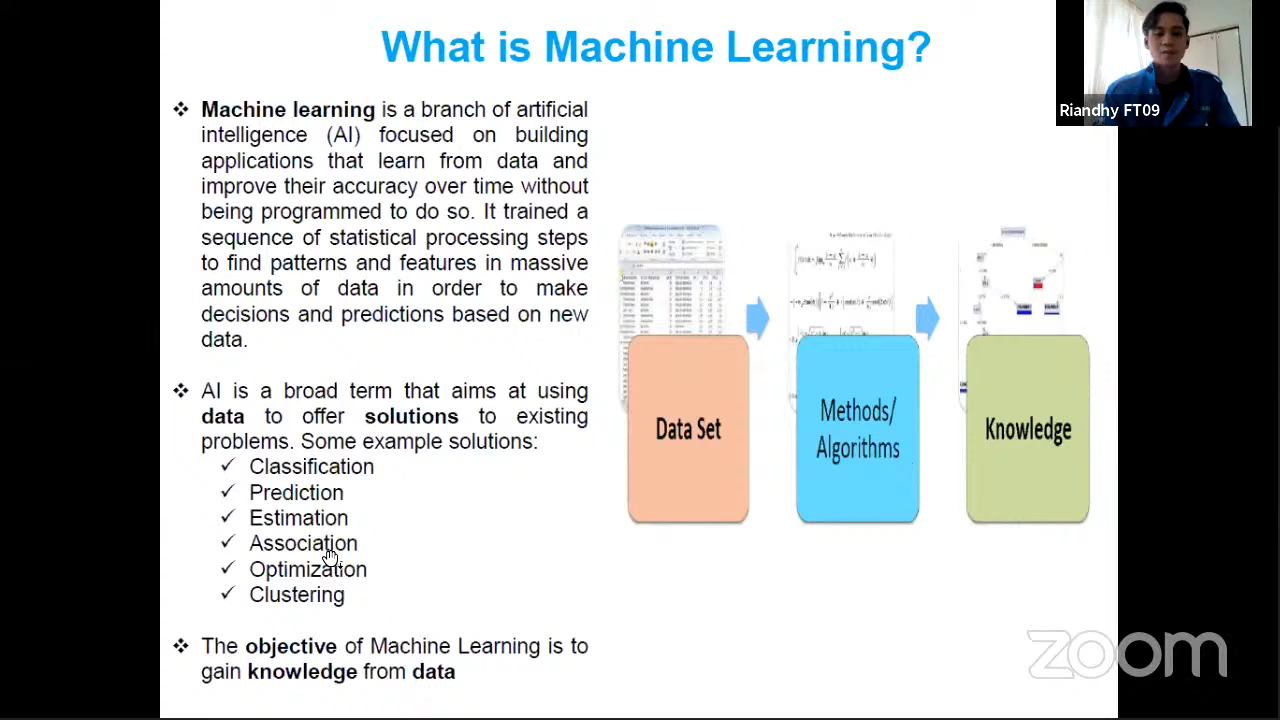 What is Machine Learning?
Riandhy FT09
❖ Machine learning is a branch of artificial
intelligence (AI) focused on building
applications that learn from data and
improve their accuracy over time without
being programmed to do so. It trained a
sequence of statistical processing steps
to find patterns and features in massive
amounts of data in order to make
decisions and predictions based on new
data.
❖ AI is a broad term that aims at using
data to offer solutions to existing
problems. Some example solutions:
✓ Classification
✓ Prediction
✓ Estimation
✓ Association
✓ Optimization
✓ Clustering
❖ The objective of Machine Learning is to
gain knowledge from data
Data Set
Methods/
Algorithms
Knowledge
zoom